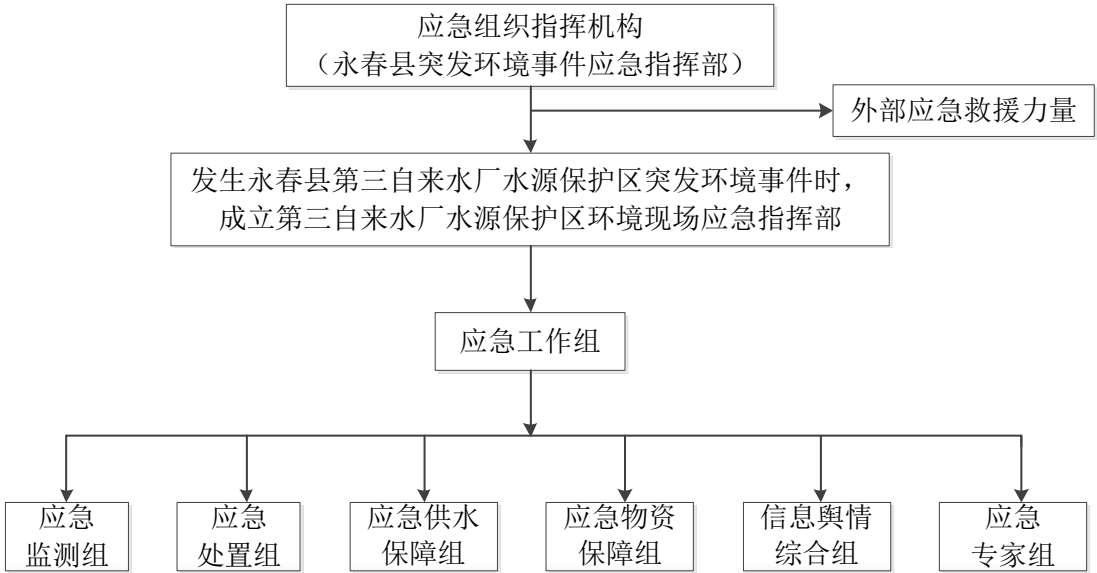 应急组织指挥机构
（永春县突发环境事件应急指挥部）
外部应急救援力量
发生永春县第三自来水厂水源保护区突发环境事件时，
成立第三自来水厂水源保护区环境现场应急指挥部
应急工作组
应急
监测组
应急
处置组
应急供水
保障组
应急物资
保障组
信息舆情
综合组
应急
专家组